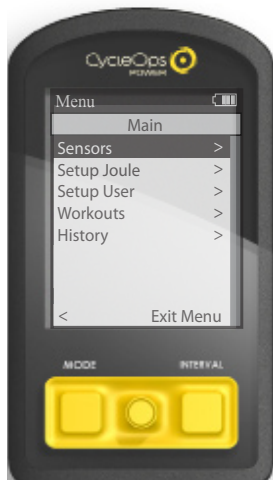 CycleOps
POWER
Menu
Main
Sensors >
Setup Joule >
Setup User >
Workouts >
History >
< Exit Menu
MODE INTERVAL